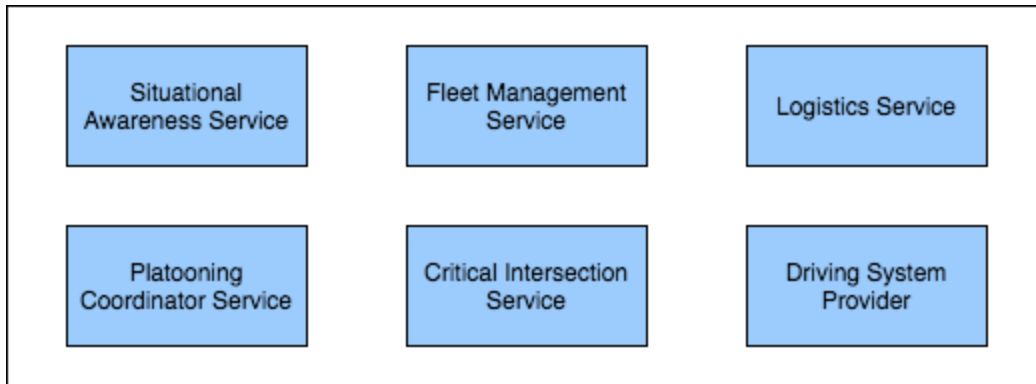 Situational
Awareness Service
Fleet Management
Service
Logistics Service
Platooning
Coordinator Service
Critical Intersection
Service
Driving System
Provider